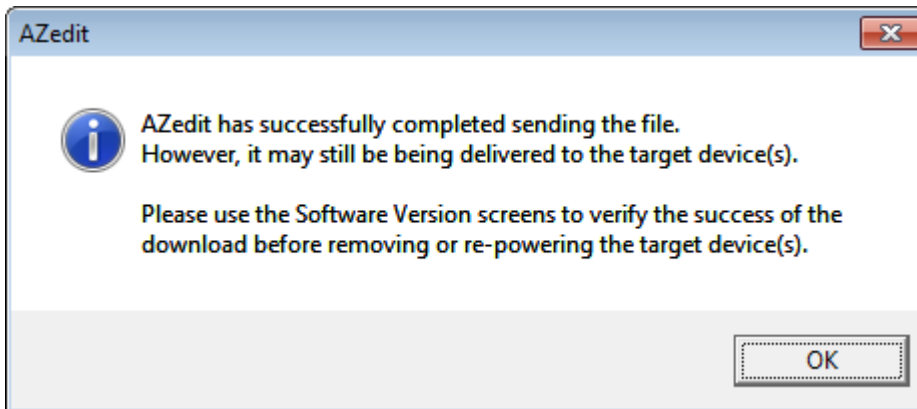 AZedit
AZedit has successfully completed sending the file.
However, it may still be being delivered to the target device(s).
Please use the Software Version screens to verify the success of the
download before removing or re-powering the target device(s).
OK